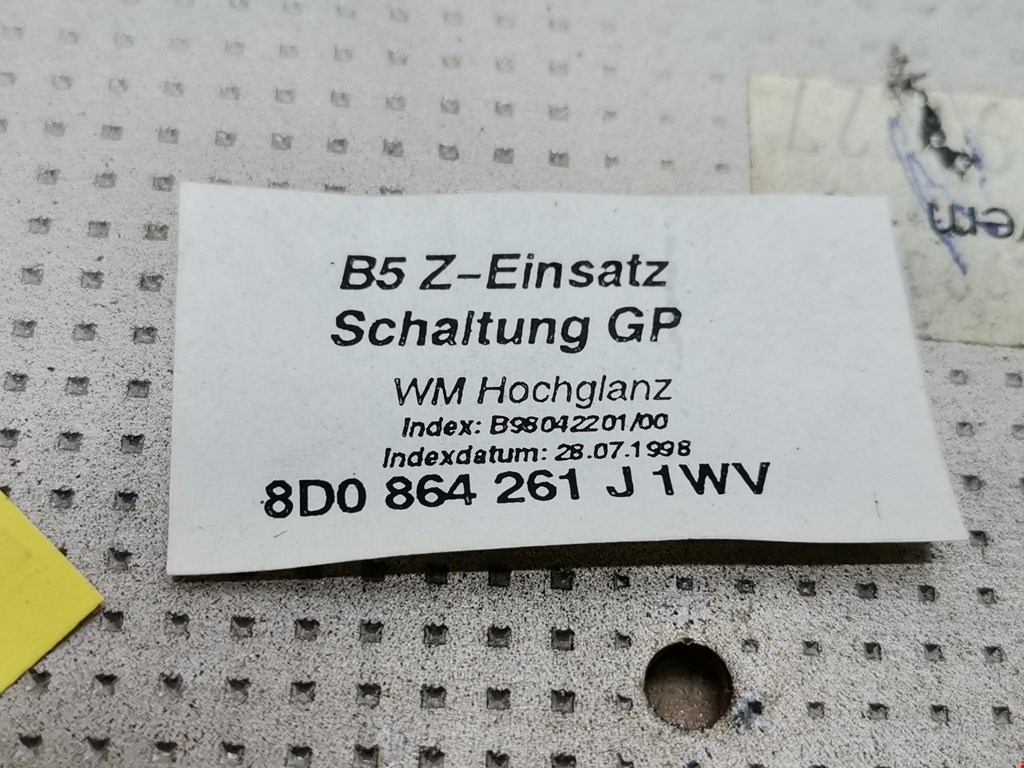 B5 Z-Einsatz
Schaltung GP
WM Hochglanz
Index: B98042201/00
Indexdatum: 28.07.1998
8D0 864 261 J 1WV